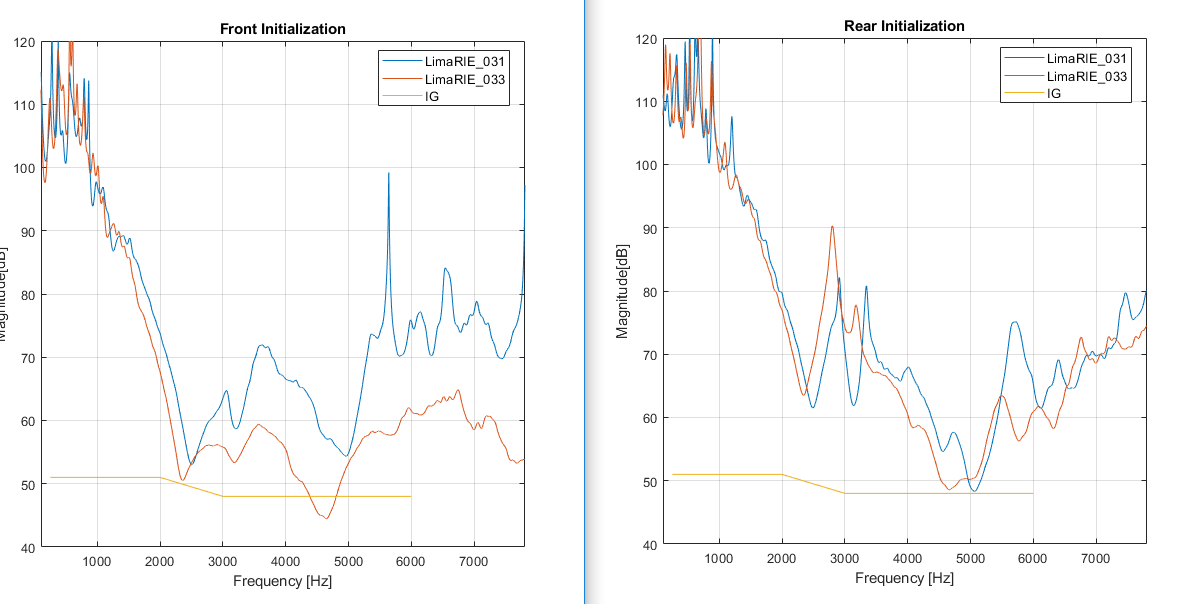 Front Initialization
120
110
100
90
80
70
60
50
40
1000
2000
3000
4000
5000
6000
7000
Frequency [Hz]
Magnitude[dB]
LimaRIE_031
LimaRIE_033
IG
Rear Initialization
120
110
100
90
80
70
60
50
40
1000
2000
3000
4000
5000
6000
7000
Frequency [Hz]
Magnitude[dB]
LimaRIE_031
LimaRIE_033
IG